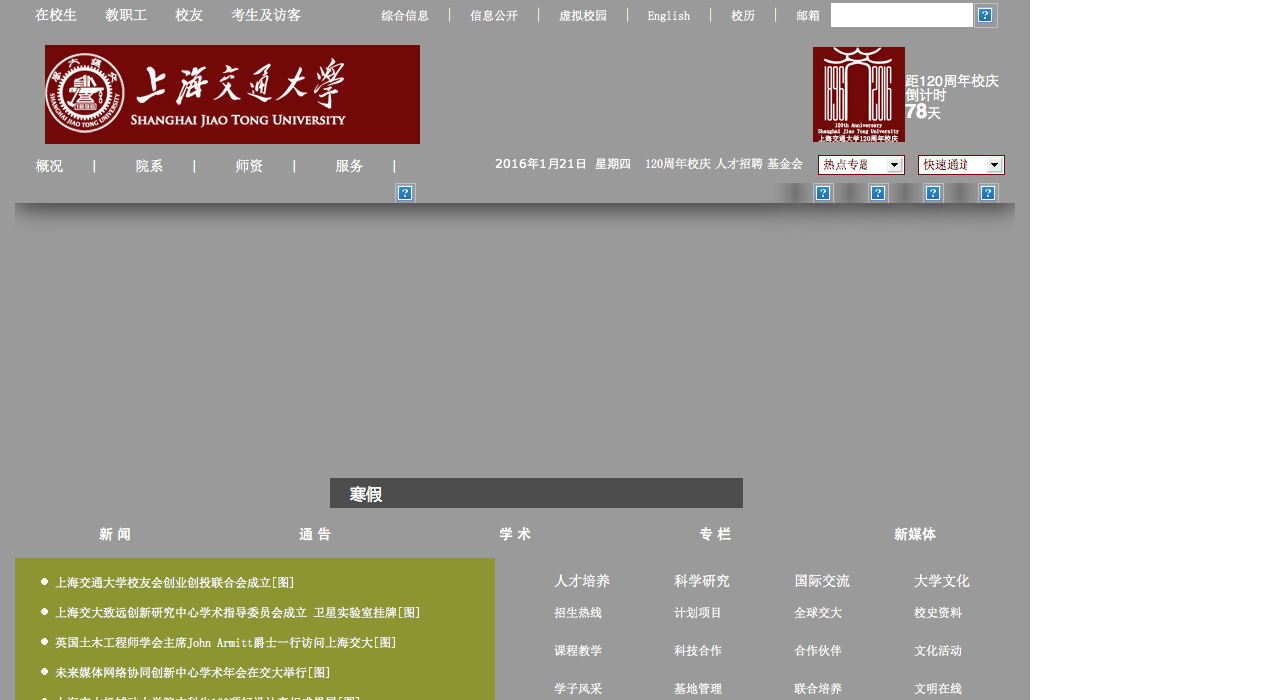 在校生 教职工 校友 考生及访客 综合信息 信息公开 虚拟校园 English 校历 邮箱
上海交通大学
SHANGHAI JIAO TONG UNIVERSITY
1896 2016
120th Anniversary
Shanghai Jiao Tong University
上海交通大学120周年校庆
距120周年校庆
倒计时
78天
概况 | 院系 | 师资 | 服务 |
2016年1月21日 星期四 120周年校庆 人才招聘 基金会 热点专题 快速通道
寒假
新 闻 通 告 学 术 专 栏 新媒体
上海交通大学校友会创业创投联合会成立[图]
上海交大致远创新研究中心学术指导委员会成立 卫星实验室挂牌[图]
英国土木工程师学会主席John Armitt爵士一行访问上海交大[图]
未来媒体网络协同创新中心学术年会在交大举行[图]
人才培养 科学研究 国际交流 大学文化
招生热线 计划项目 全球交大 校史资料
课程教学 科技合作 合作伙伴 文化活动
学子风采 基地管理 联合培养 文明在线